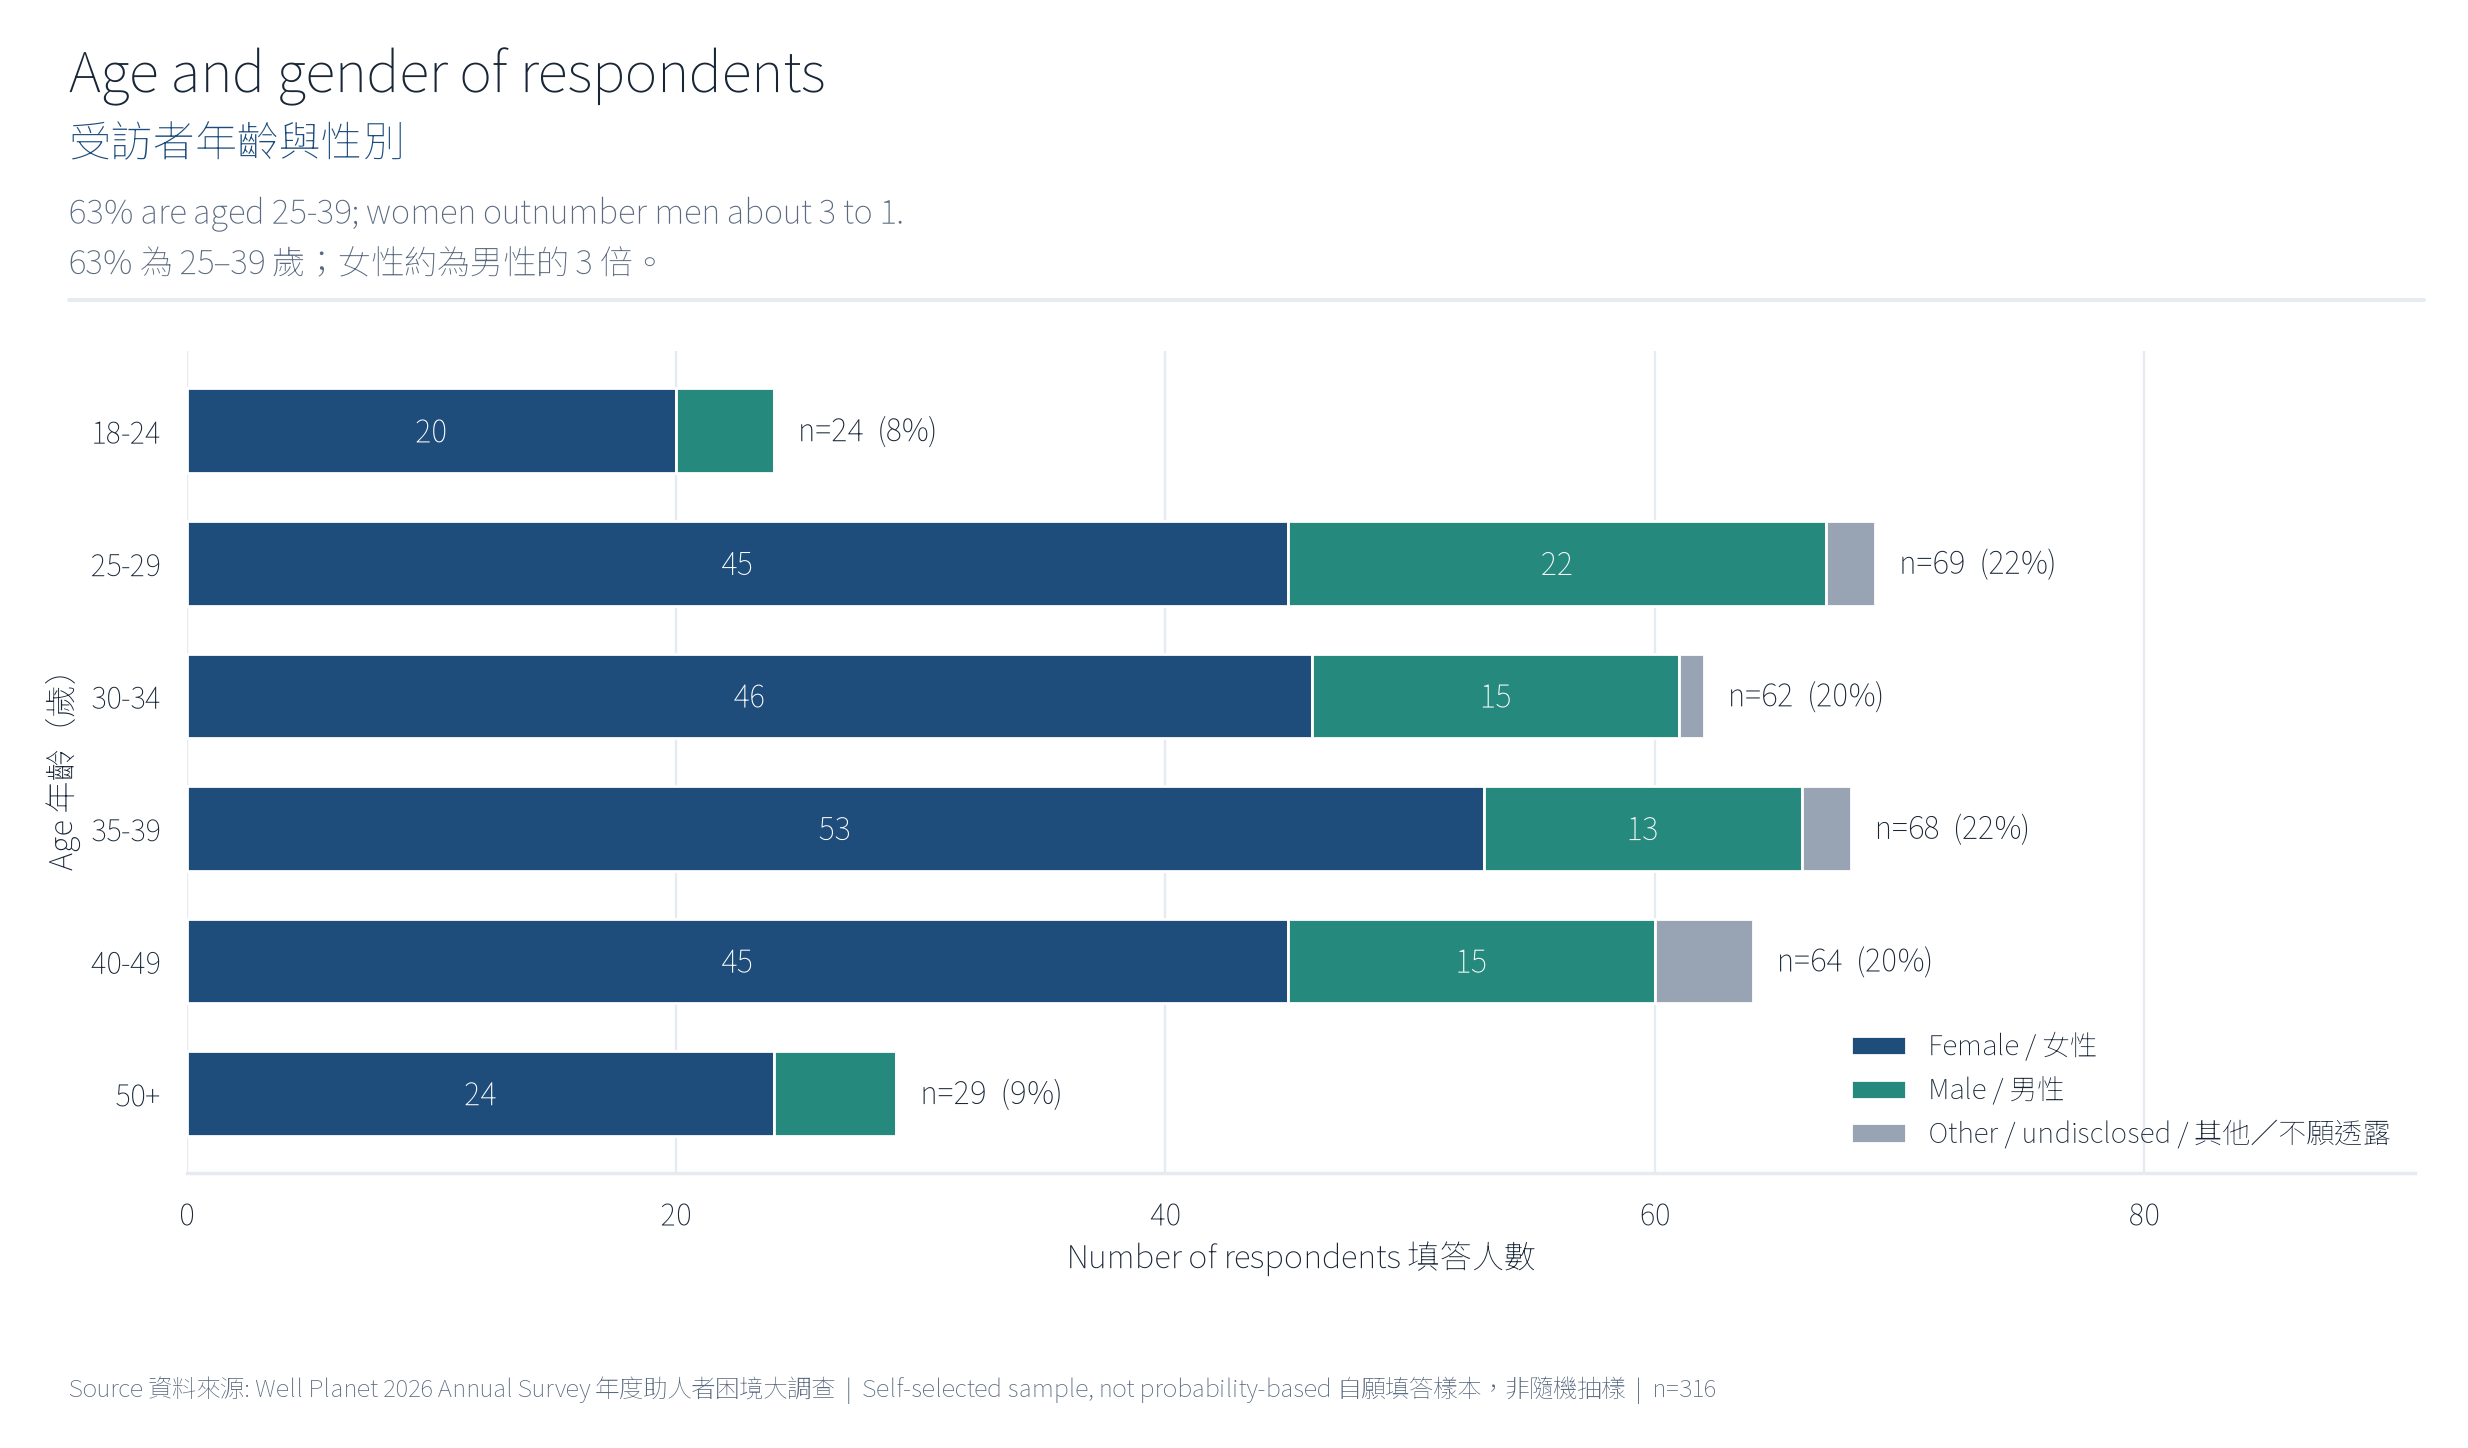 Age and gender of respondents
受訪者年齡與性別
63% are aged 25-39; women outnumber men about 3 to 1.
63% 為 25–39 歲；女性約為男性的 3 倍。
Age 年齡（歲）
18-24
20
n=24 (8%)
25-29
45
22
n=69 (22%)
30-34
46
15
n=62 (20%)
35-39
53
13
n=68 (22%)
40-49
45
15
n=64 (20%)
50+
24
n=29 (9%)
Female / 女性
Male / 男性
Other / undisclosed / 其他／不願透露
0
20
40
60
80
Number of respondents 填答人數
Source 資料來源: Well Planet 2026 Annual Survey 年度助人者困境大調查 | Self-selected sample, not probability-based 自願填答樣本，非隨機抽樣 | n=316